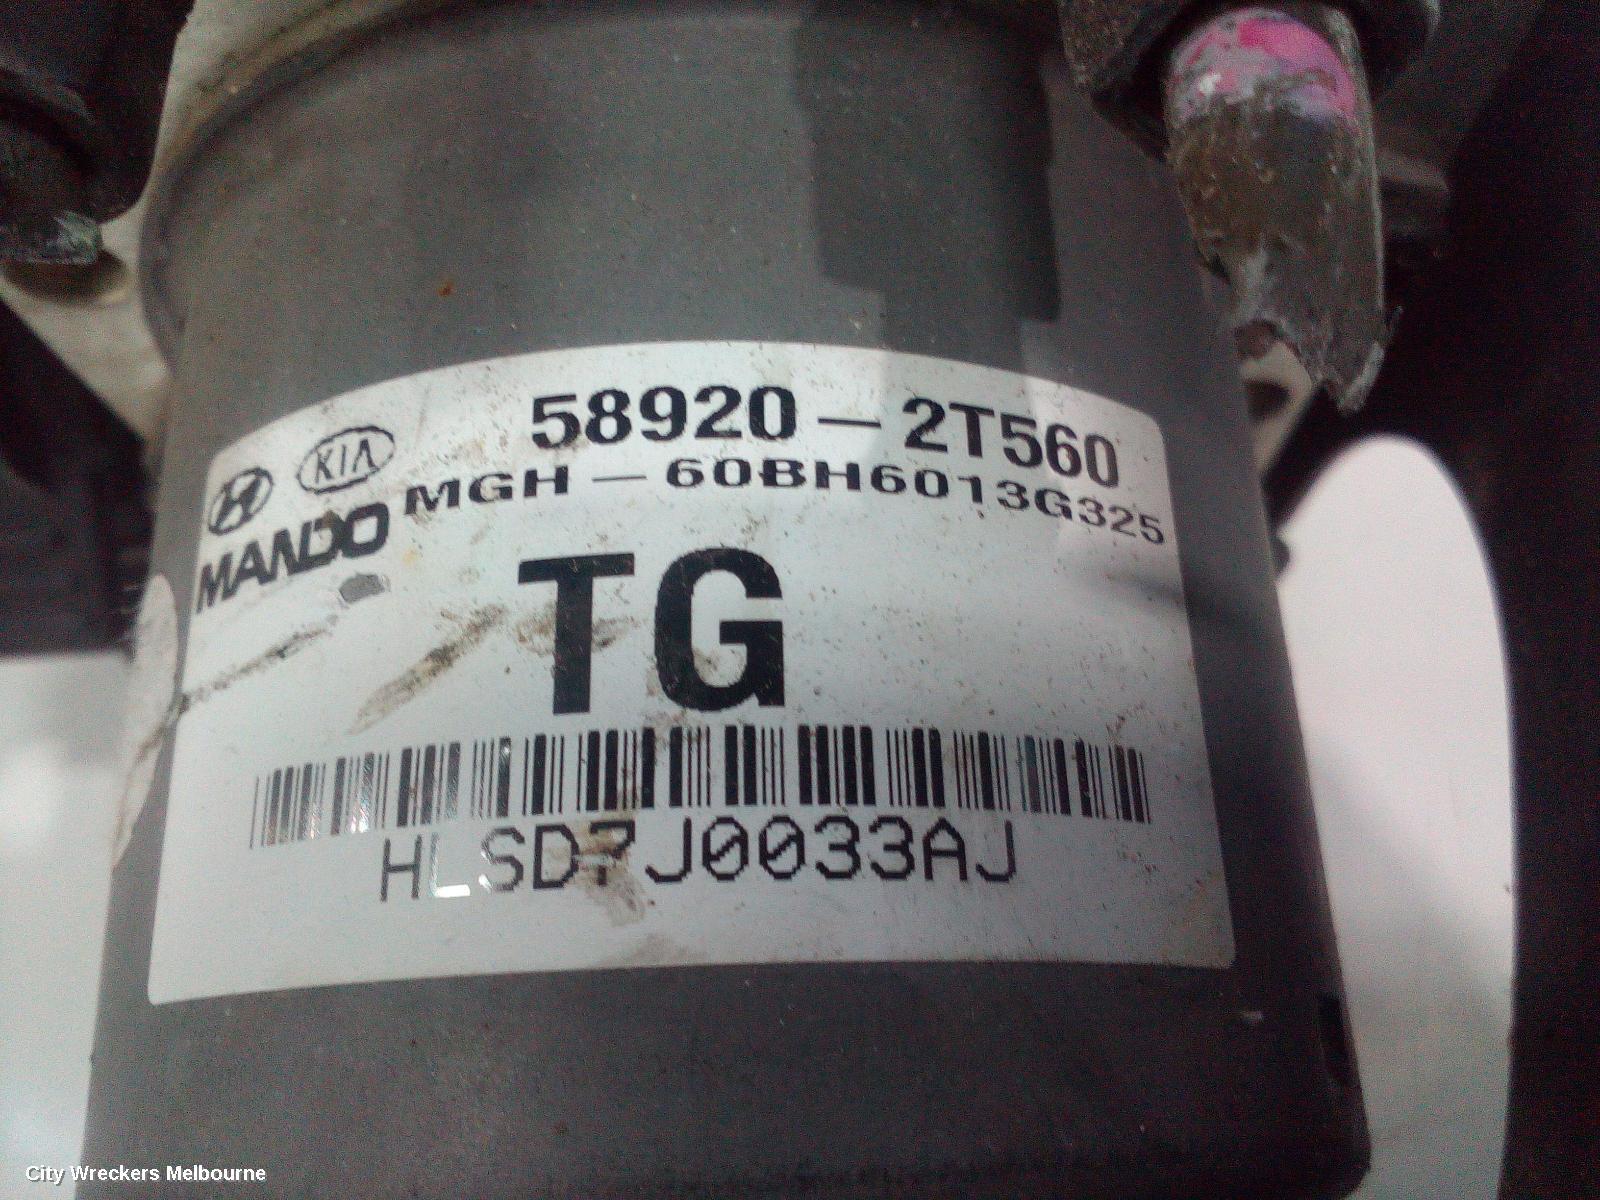 58920-2T560
KIA
MANDO MGH-60BH6013G325
TG
HLSD7J0033AJ
City Wreckers Melbourne